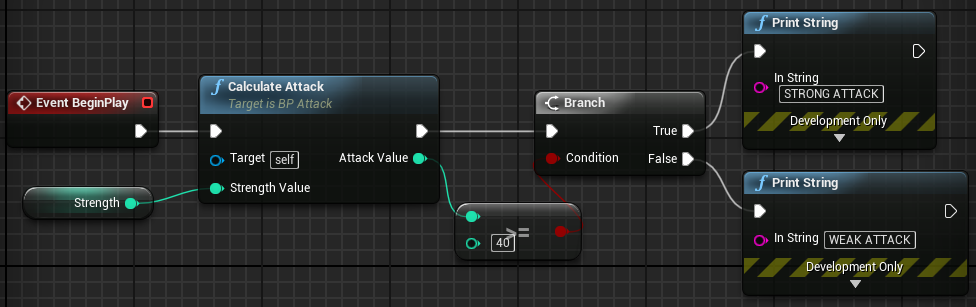 Print String
In String
STRONG ATTACK
Development Only
Calculate Attack
Target is BP Attack
Event BeginPlay
Branch
True
Target self
Attack Value
Condition
False
Strength Value
Strength
>=
40
Print String
In String WEAK ATTACK
Development Only